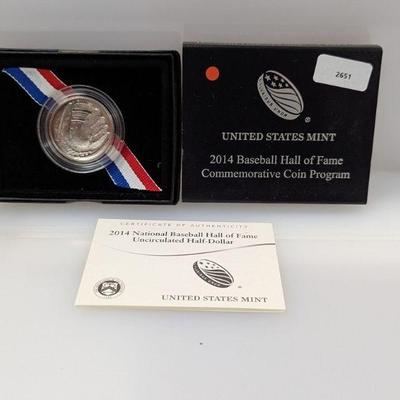 2651
UNITED STATES MINT
2014 Baseball Hall of Fame
Commemorative Coin Program
CERTIFICATE OF AUTHENTICITY
2014 National Baseball Hall of Fame
Uncirculated Half-Dollar
UNITED STATES MINT